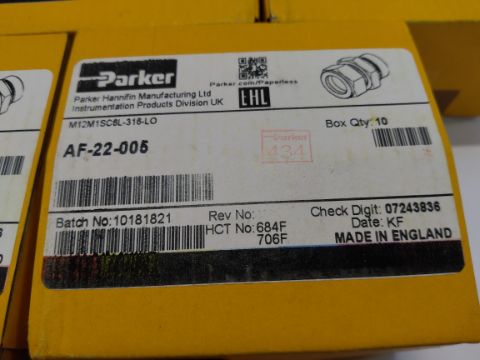 Parker
Parker.com/Paperless
Parker Hannifin Manufacturing Ltd
Instrumentation Products Division UK
EAC
M12M1SC8L-316-LO
Box Qty:10
AF-22-005
Parker
434
Batch No:10181821
Rev No:
HCT No:684F
706F
Check Digit: 07243836
Date: KF
MADE IN ENGLAND